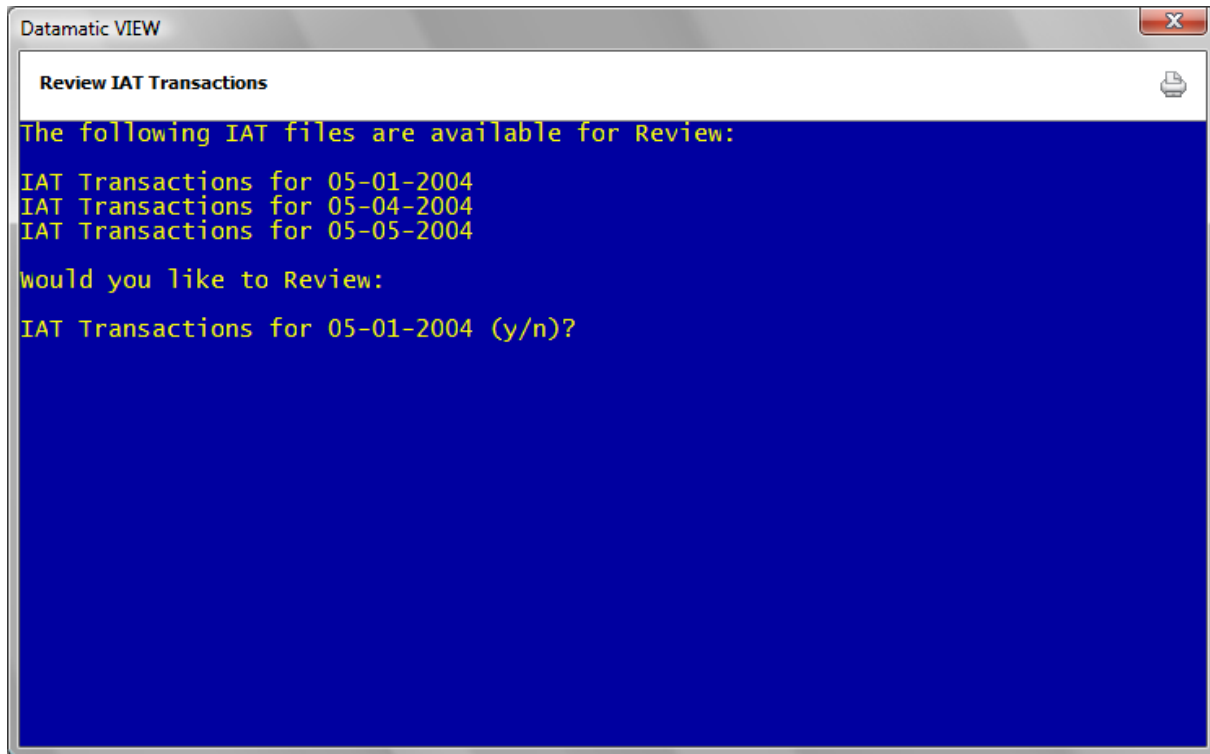 Datamatic VIEW
Review IAT Transactions
The following IAT files are available for Review:
IAT Transactions for 05-01-2004
IAT Transactions for 05-04-2004
IAT Transactions for 05-05-2004
Would you like to Review:
IAT Transactions for 05-01-2004 (y/n)?